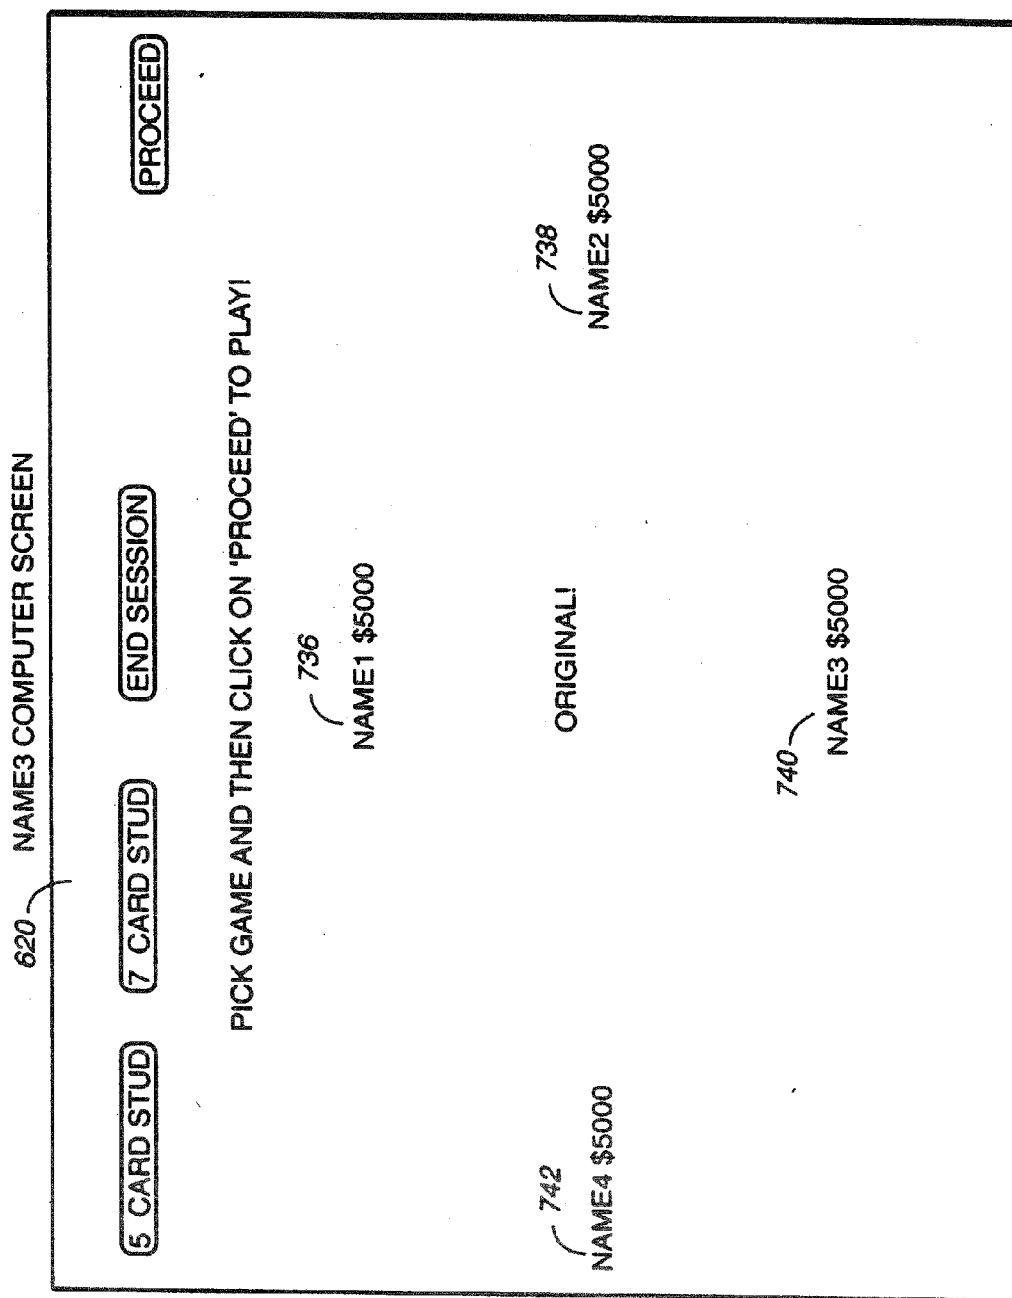 NAME3 COMPUTER SCREEN
620
5 CARD STUD 7 CARD STUD END SESSION PROCEED
PICK GAME AND THEN CLICK ON 'PROCEED' TO PLAY!
736
NAME1 $5000
742 738
NAME4 $5000 ORIGINAL! NAME2 $5000
740
NAME3 $5000